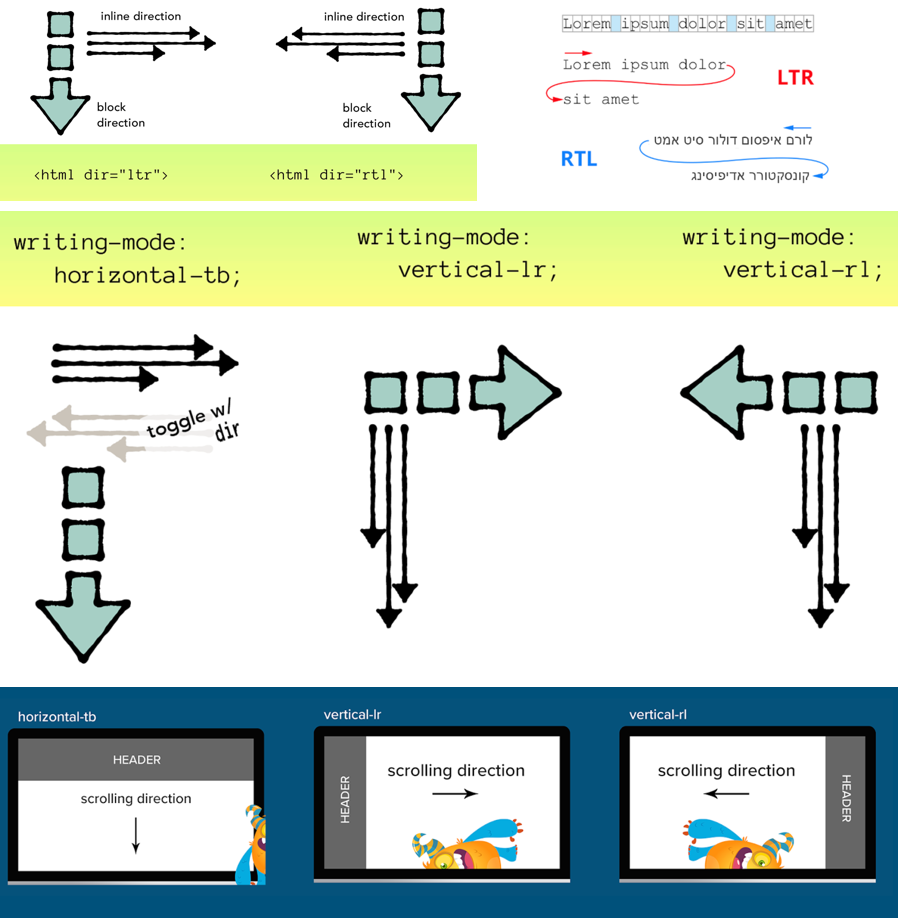 inline direction
block
direction
<html dir="ltr">
inline direction
block
direction
<html dir="rtl">
Lorem ipsum dolor sit amet
Lorem ipsum dolor
sit amet
LTR
RTL
לורם איפסום דולור סיט אמט
קונסקטורר אדיפיסינג
writing-mode:
horizontal-tb;
writing-mode:
vertical-lr;
writing-mode:
vertical-rl;
toggle w/
dir
horizontal-tb
HEADER
scrolling direction
vertical-lr
HEADER
scrolling direction
vertical-rl
scrolling direction
HEADER